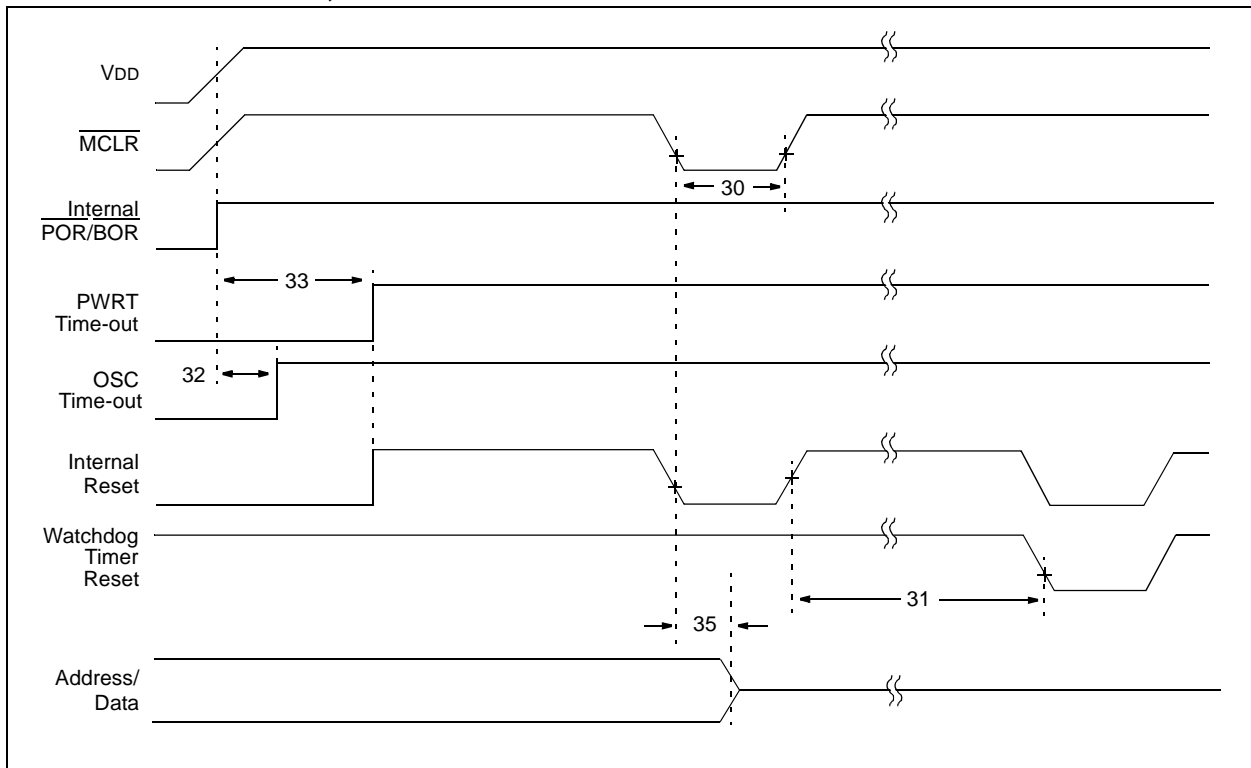 VDD
MCLR
30
Internal
POR/BOR
33
PWRT
Time-out
32
OSC
Time-out
Internal
Reset
Watchdog
Timer
Reset
31
35
Address/
Data